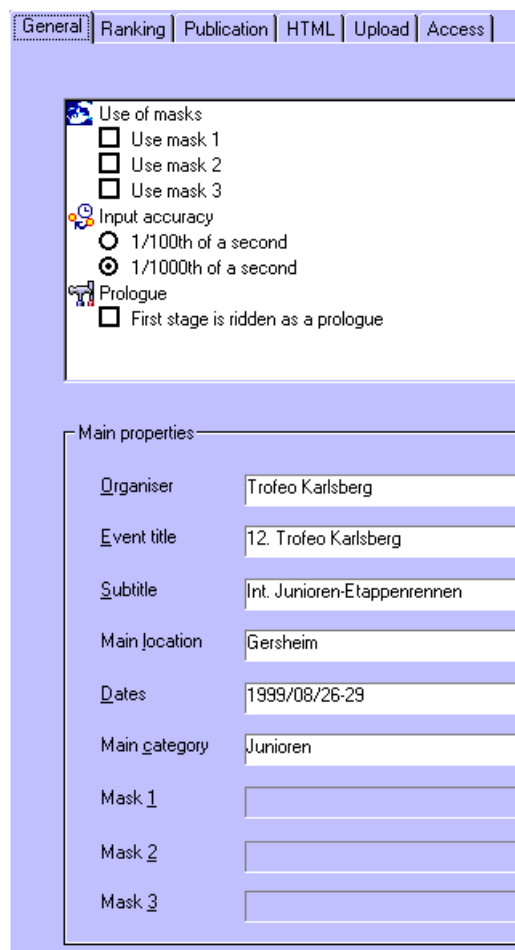 General Ranking Publication HTML Upload Access
Use of masks
Use mask 1
Use mask 2
Use mask 3
Input accuracy
1/100th of a second
1/1000th of a second
Prologue
First stage is ridden as a prologue
Main properties
Organiser Trofeo Karlsberg
Event title 12. Trofeo Karlsberg
Subtitle Int. Junioren-Etappenrennen
Main location Gersheim
Dates 1999/08/26-29
Main category Junioren
Mask 1
Mask 2
Mask 3